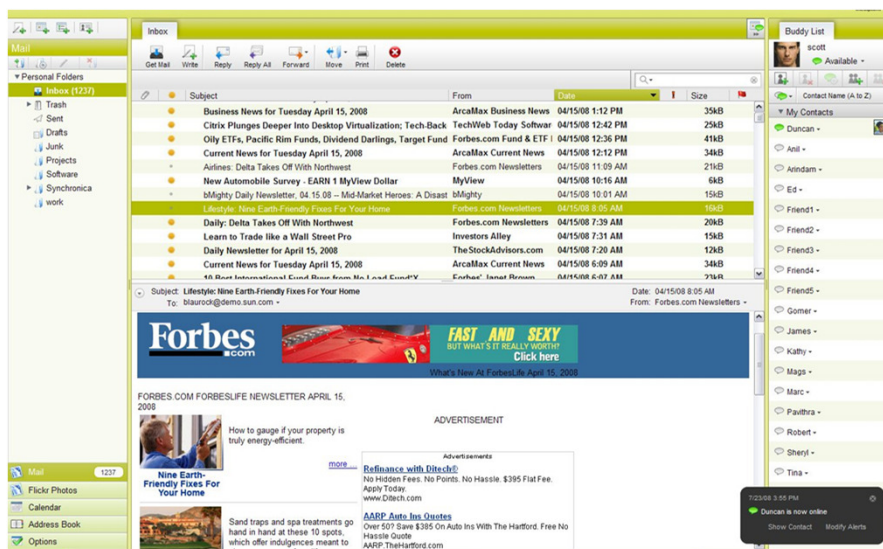 Inbox
Buddy List
scott
Available
Mail
Get Mail Write Reply Reply All Forward Move Print Delete
Contact Name (A to Z)
Personal Folders
Inbox (1237)
Trash
Sent
Drafts
Junk
Projects
Software
Synchronica
work
Subject From Date Size
Business News for Tuesday April 15, 2008 ArcaMax Business News 04/15/08 1:12 PM 35kB
Citrix Plunges Deeper Into Desktop Virtualization; Tech-Back TechWeb Today Softwar 04/15/08 12:42 PM 25kB
Oily ETFs, Pacific Rim Funds, Dividend Darlings, Target Fund Forbes.com Fund & ETF 04/15/08 12:36 PM 41kB
Current News for Tuesday April 15, 2008 ArcaMax Current News 04/15/08 12:12 PM 34kB
Airlines: Delta Takes Off With Northwest Forbes.com Newsletters 04/15/08 11:09 AM 21kB
New Automobile Survey - EARN 1 MyView Dollar MyView 04/15/08 10:16 AM 6kB
bMighty Daily Newsletter, 04.15.08 -- Mid-Market Heroes: A Disast bMighty 04/15/08 10:01 AM 15kB
Lifestyle: Nine Earth-Friendly Fixes For Your Home Forbes.com Newsletters 04/15/08 8:05 AM 16kB
Daily: Delta Takes Off With Northwest Forbes.com Newsletters 04/15/08 7:39 AM 20kB
Learn to Trade like a Wall Street Pro Investors Alley 04/15/08 7:31 AM 15kB
Daily Newsletter for April 15, 2008 TheStockAdvisors.com 04/15/08 7:20 AM 12kB
Current News for Tuesday April 15, 2008 ArcaMax Current News 04/15/08 6:09 AM 34kB
10 Best International Fund Buys from No Load Fund*X Forbes' Janet Brown 04/15/08 6:07 AM 23kB
My Contacts
Duncan
Anil
Arindam
Ed
Friend1
Friend2
Friend3
Friend4
Friend5
Gomer
James
Kathy
Mags
Marc
Pavithra
Robert
Sheryl
Tina
Subject: Lifestyle: Nine Earth-Friendly Fixes For Your Home Date: 04/15/08 8:05 AM
To: blaurock@demo.sun.com From: Forbes.com Newsletters
Forbes
.com
FAST AND SEXY
BUT WHAT'S IT REALLY WORTH?
Click here
What's New At ForbesLife April 15, 2008
FORBES.COM FORBESLIFE NEWSLETTER APRIL 15,
2008
How to gauge if your property is
truly energy-efficient.
more ....
Nine Earth-
Friendly Fixes For
Your Home
Sand traps and spa treatments go
hand in hand at these 10 spots,
which offer indulgences meant to
ADVERTISEMENT
Advertisements
Refinance with Ditech®
No Hidden Fees. No Points. No Hassle. $395 Flat Fee.
Apply Today.
www.Ditech.com
AARP Auto Ins Quotes
Over 50? Save $385 On Auto Ins With The Hartford. Free No
Hassle Quote
AARP.TheHartford.com
Mail 1237
Flickr Photos
Calendar
Address Book
Options
7/23/08 3:55 PM
Duncan is now online
Show Contact Modify Alerts